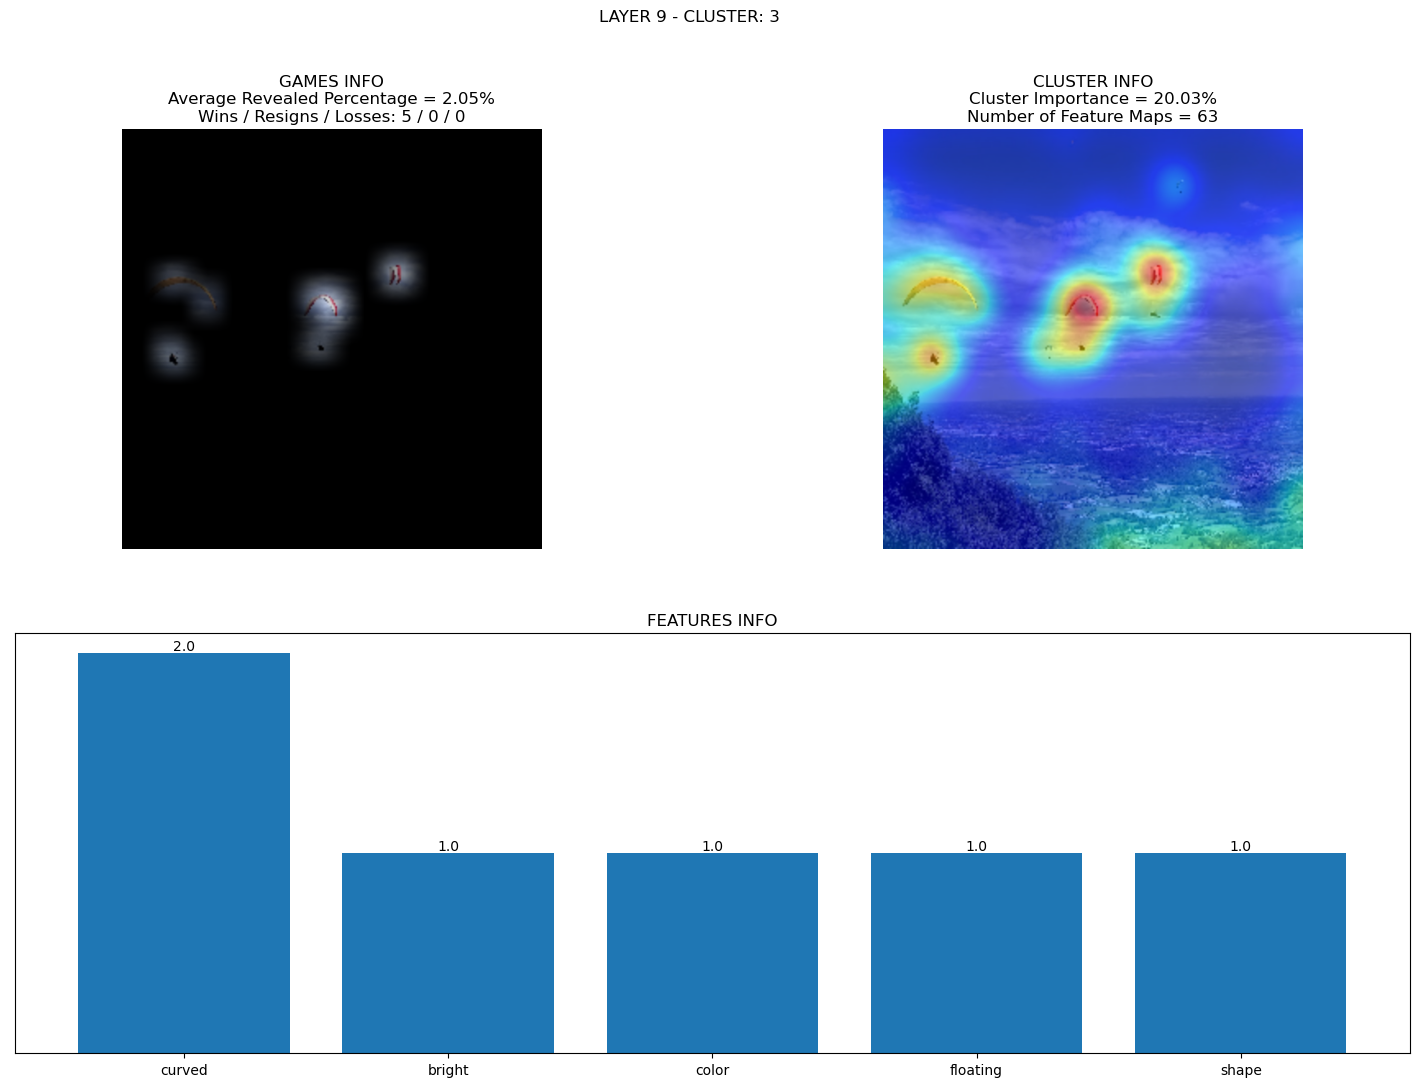 LAYER 9 - CLUSTER: 3
GAMES INFO
Average Revealed Percentage = 2.05%
Wins / Resigns / Losses: 5 / 0 / 0
CLUSTER INFO
Cluster Importance = 20.03%
Number of Feature Maps = 63
FEATURES INFO
2.0
1.0
1.0
1.0
1.0
curved
bright
color
floating
shape